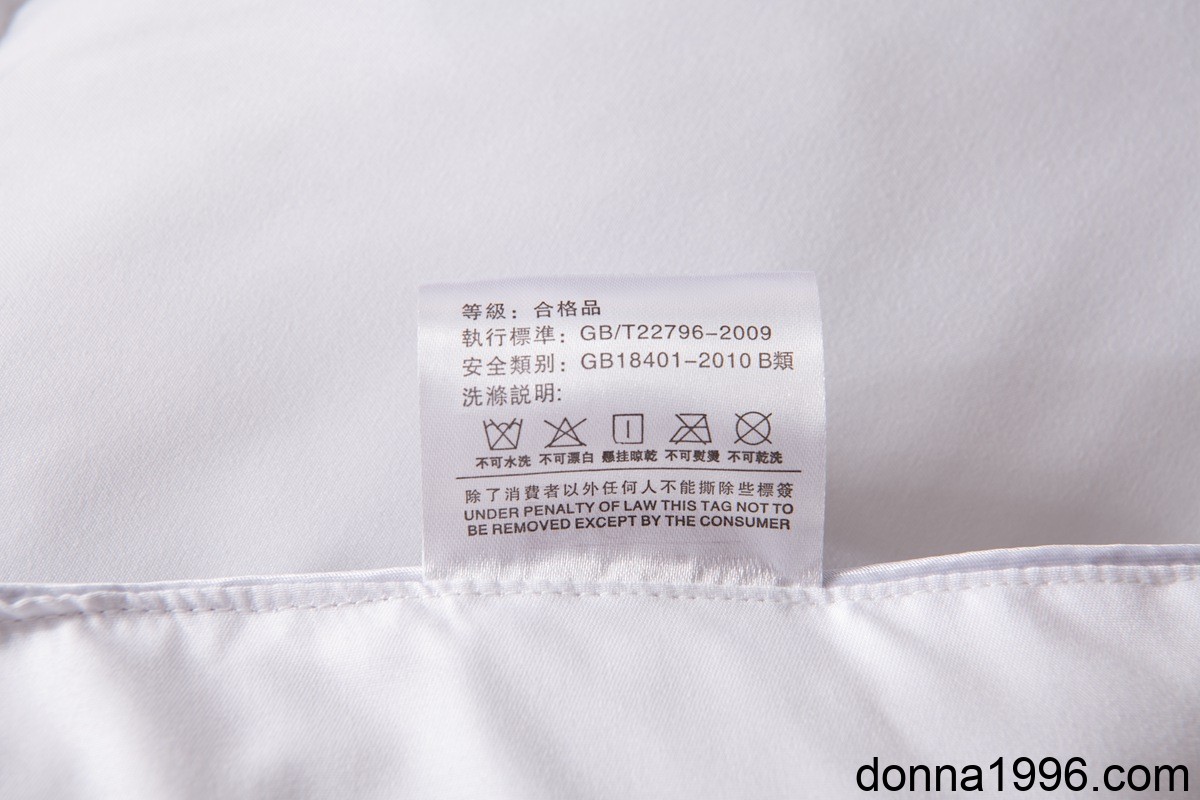 等級：合格品
執行標準：GB/T22796-2009
安全類别：GB18401-2010 B類
洗滌説明:
不可水洗 不可漂白 懸挂晾乾 不可熨燙 不可乾洗
除了消費者以外任何人不能撕除些標簽
UNDER PENALTY OF LAW THIS TAG NOT TO
BE REMOVED EXCEPT BY THE CONSUMER
donna1996.com